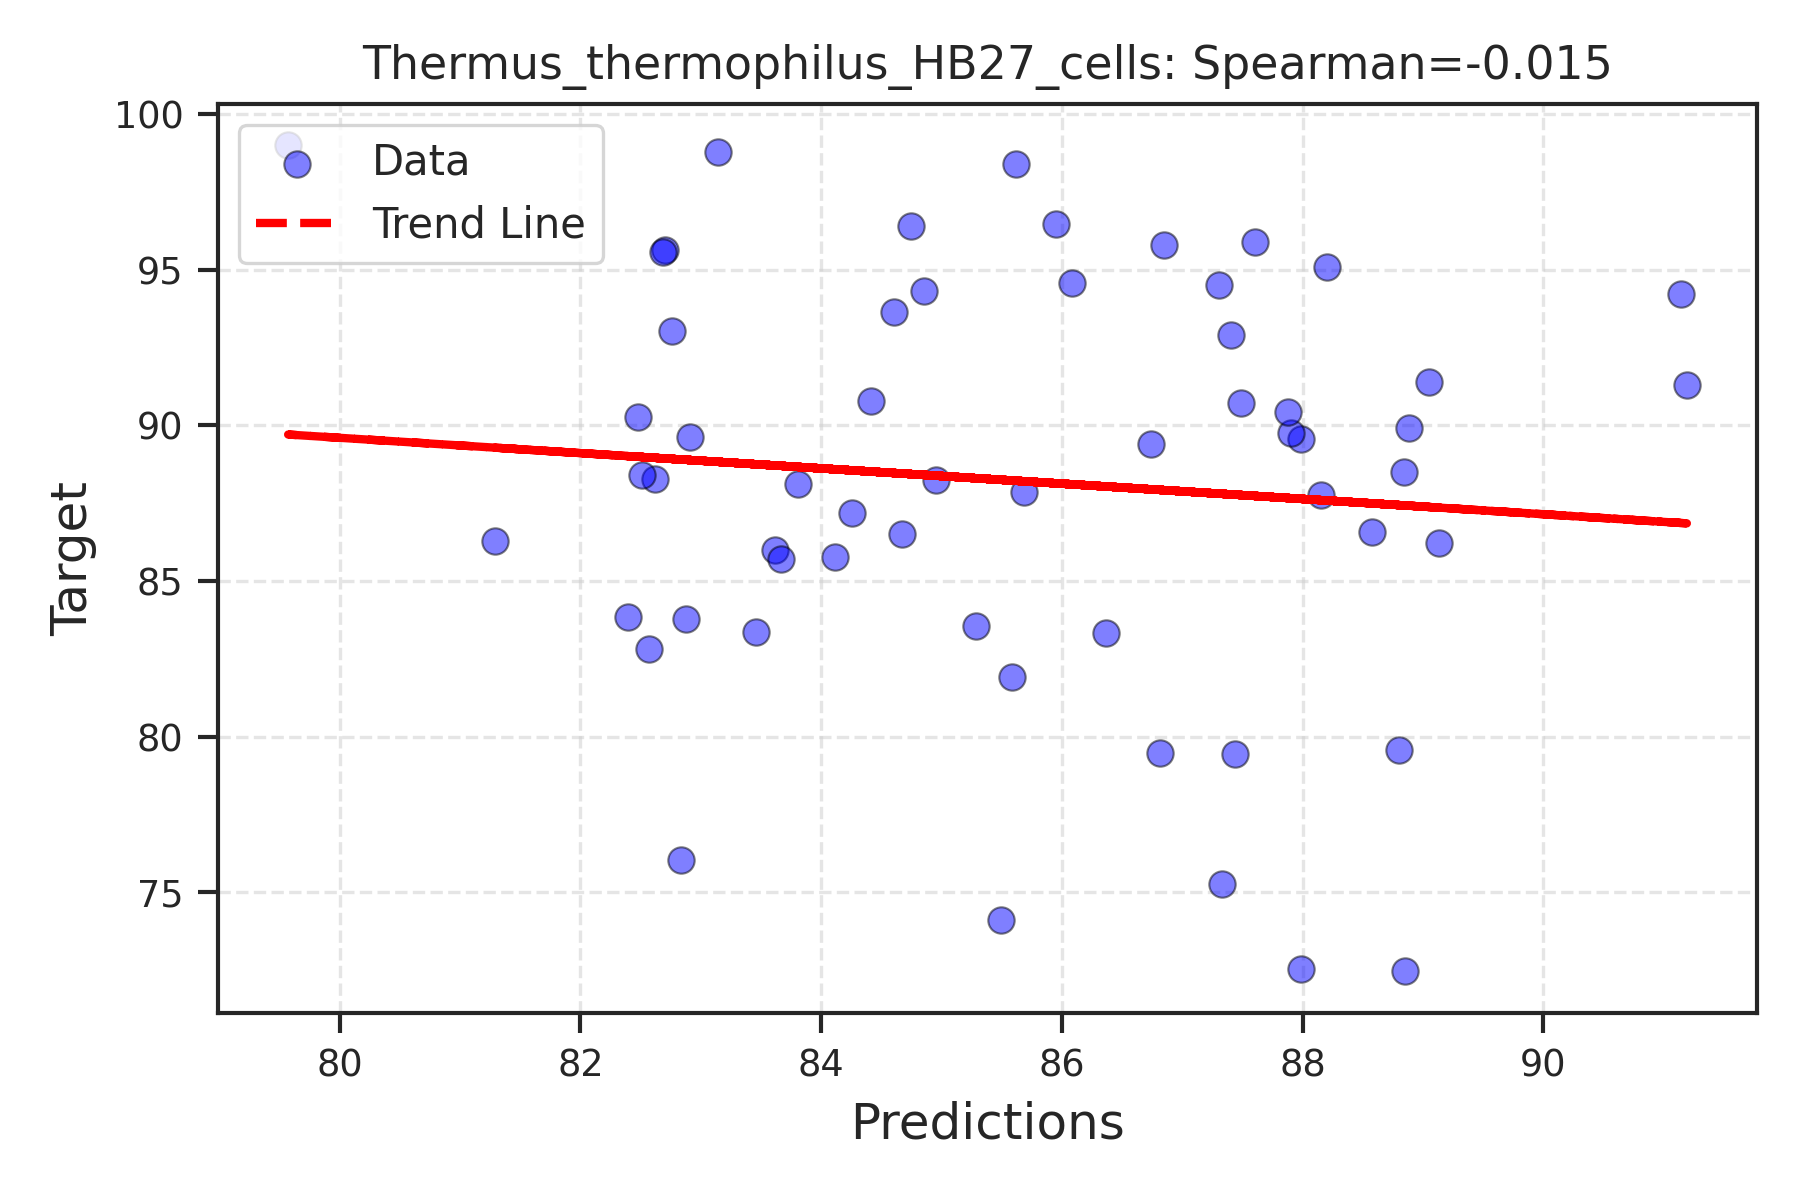 Thermus_thermophilus_HB27_cells: Spearman=-0.015
100
95
90
85
80
75
Target
Data
Trend Line
80 82 84 86 88 90
Predictions